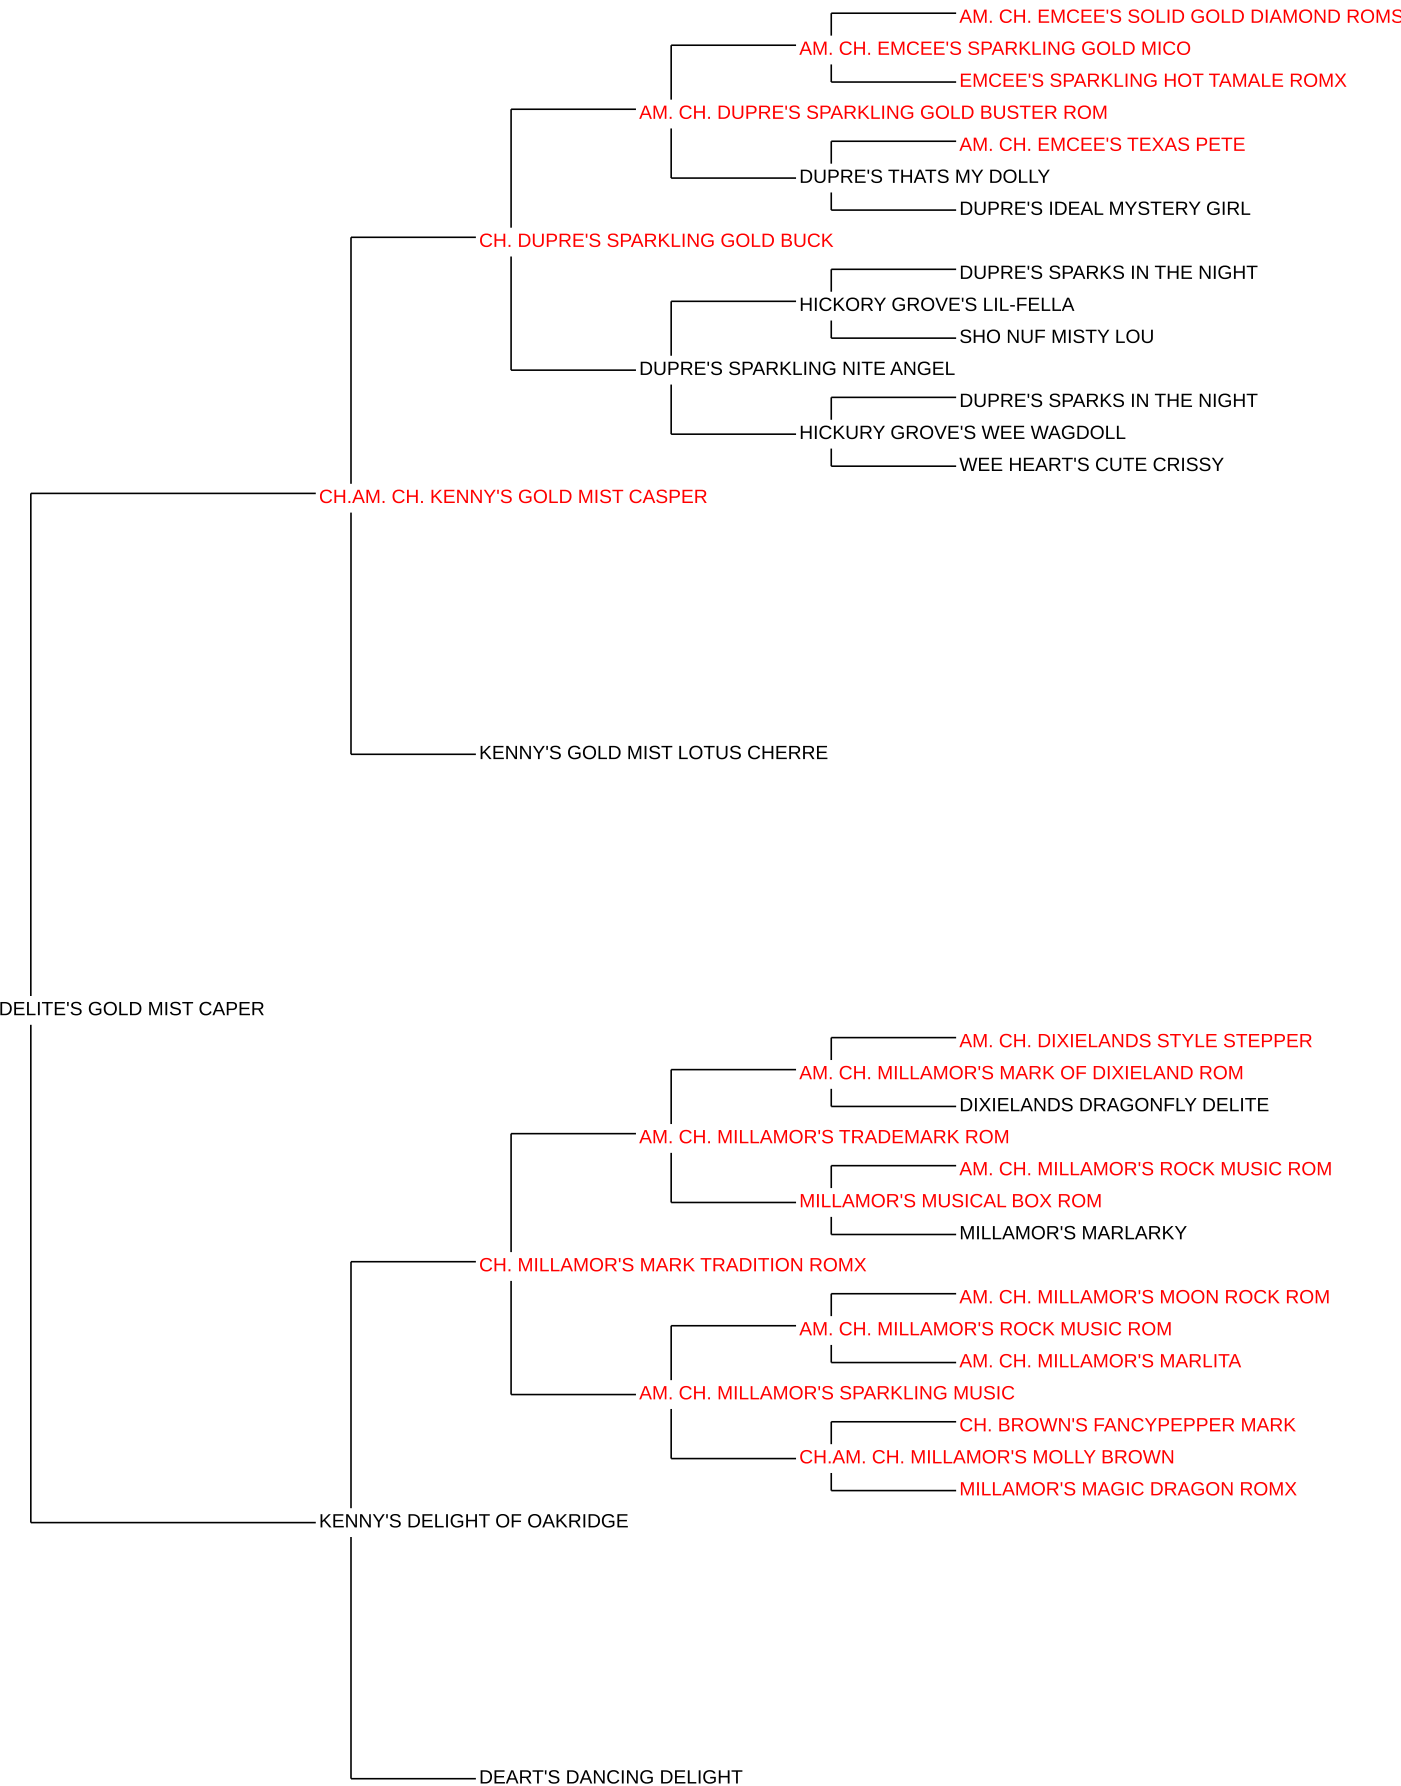 AM. CH. EMCEE'S SOLID GOLD DIAMOND ROMS
AM. CH. EMCEE'S SPARKLING GOLD MICO
EMCEE'S SPARKLING HOT TAMALE ROMX
AM. CH. DUPRE'S SPARKLING GOLD BUSTER ROM
AM. CH. EMCEE'S TEXAS PETE
DUPRE'S THATS MY DOLLY
DUPRE'S IDEAL MYSTERY GIRL
CH. DUPRE'S SPARKLING GOLD BUCK
DUPRE'S SPARKS IN THE NIGHT
HICKORY GROVE'S LIL-FELLA
SHO NUF MISTY LOU
DUPRE'S SPARKLING NITE ANGEL
DUPRE'S SPARKS IN THE NIGHT
HICKURY GROVE'S WEE WAGDOLL
WEE HEART'S CUTE CRISSY
CH.AM. CH. KENNY'S GOLD MIST CASPER
KENNY'S GOLD MIST LOTUS CHERRE
DELITE'S GOLD MIST CAPER
AM. CH. DIXIELANDS STYLE STEPPER
AM. CH. MILLAMOR'S MARK OF DIXIELAND ROM
DIXIELANDS DRAGONFLY DELITE
AM. CH. MILLAMOR'S TRADEMARK ROM
AM. CH. MILLAMOR'S ROCK MUSIC ROM
MILLAMOR'S MUSICAL BOX ROM
MILLAMOR'S MARLARKY
CH. MILLAMOR'S MARK TRADITION ROMX
AM. CH. MILLAMOR'S MOON ROCK ROM
AM. CH. MILLAMOR'S ROCK MUSIC ROM
AM. CH. MILLAMOR'S MARLITA
AM. CH. MILLAMOR'S SPARKLING MUSIC
CH. BROWN'S FANCYPEPPER MARK
CH.AM. CH. MILLAMOR'S MOLLY BROWN
MILLAMOR'S MAGIC DRAGON ROMX
KENNY'S DELIGHT OF OAKRIDGE
DEART'S DANCING DELIGHT